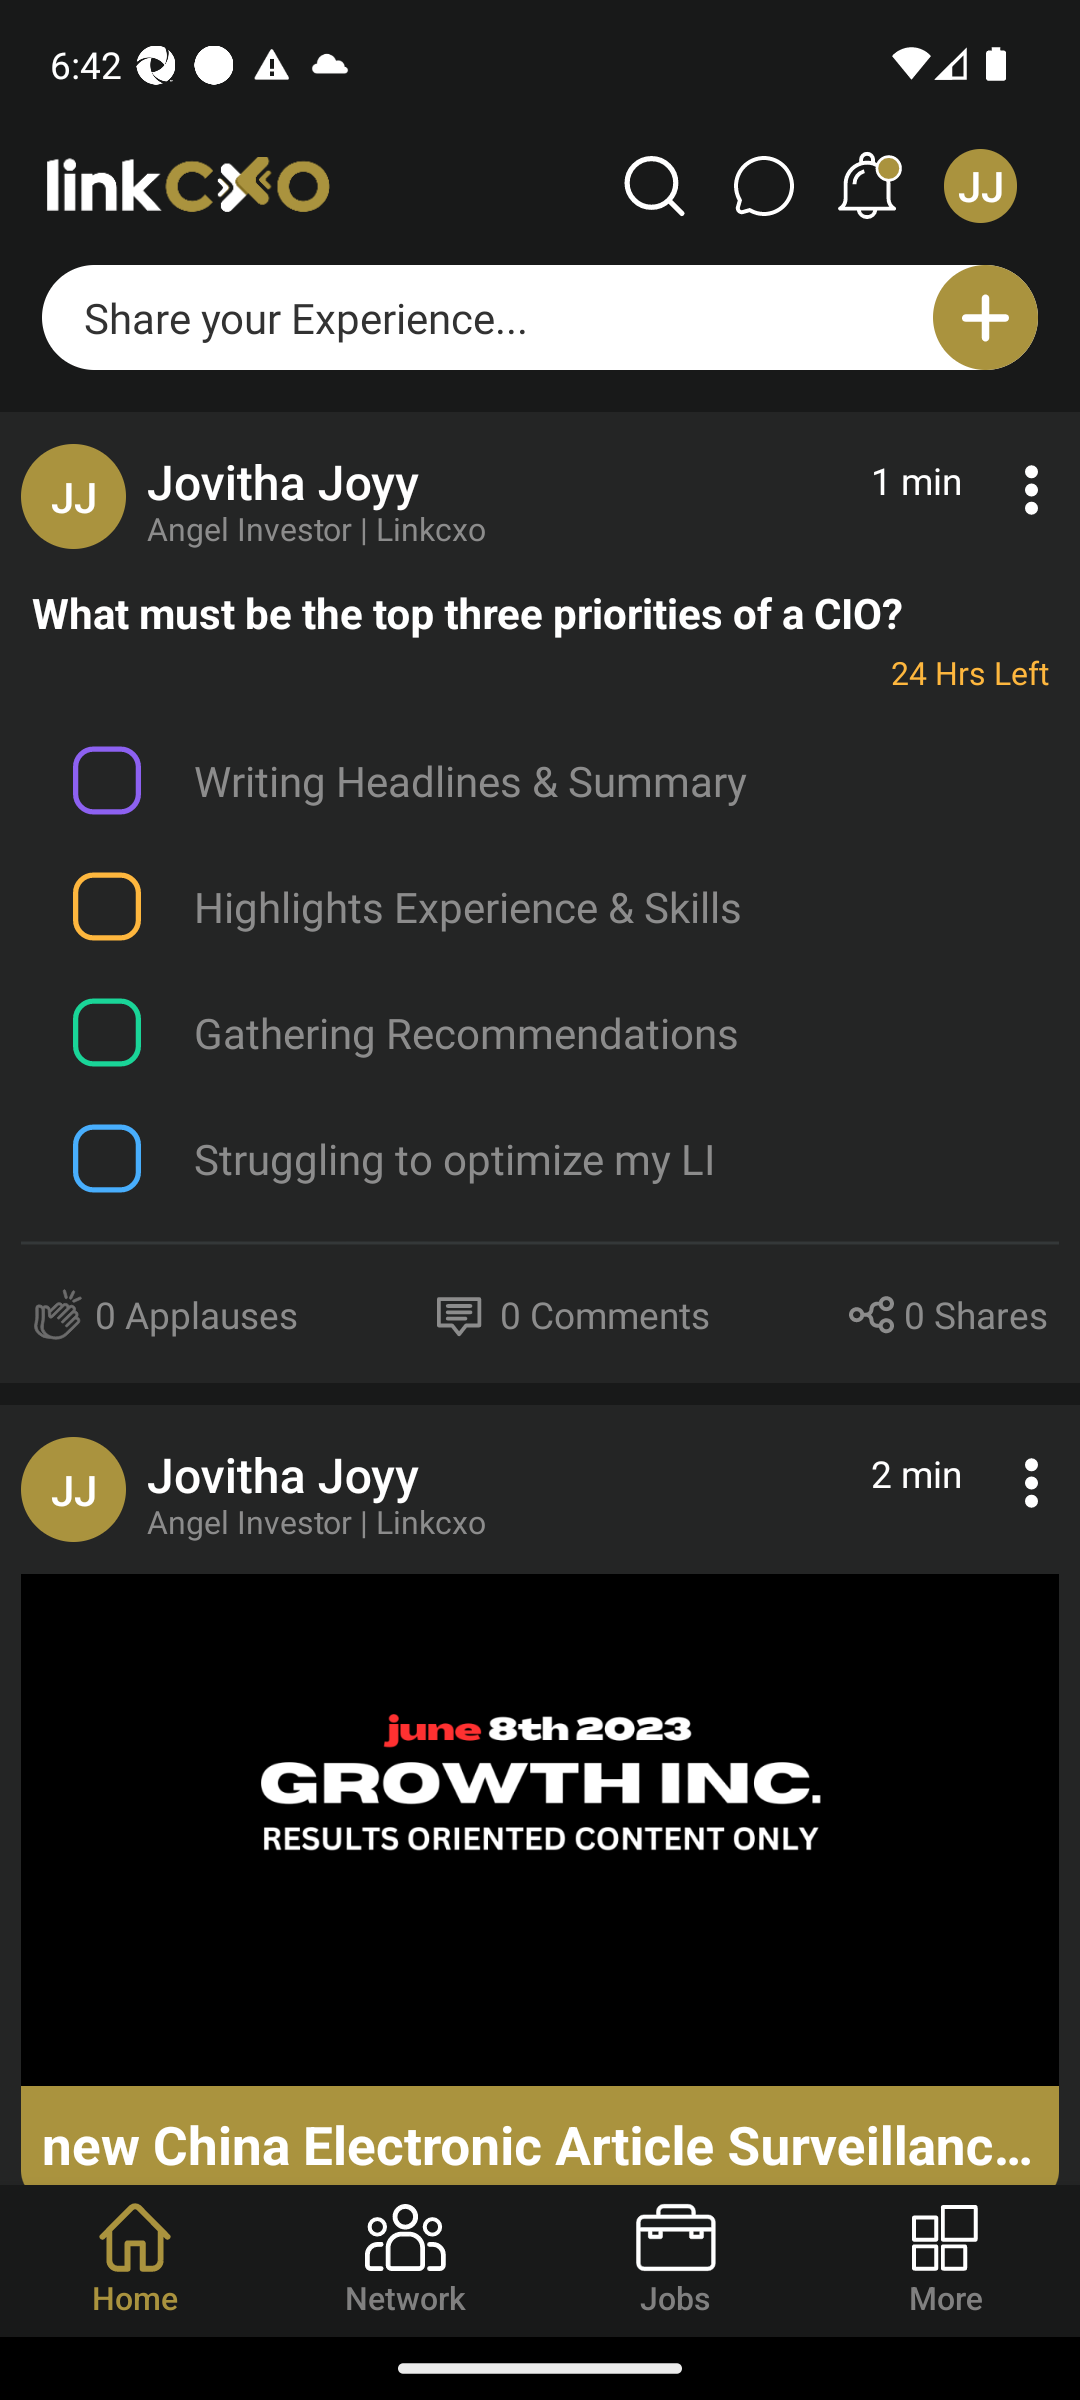 6:42
linkcxo
JJ
Share your Experience...
JJ
Jovitha Joyy
1 min
Angel Investor | Linkcxo
What must be the top three priorities of a CIO?
24 Hrs Left
Writing Headlines & Summary
Highlights Experience & Skills
Gathering Recommendations
Struggling to optimize my LI
0 Applauses
0 Comments
0 Shares
JJ
Jovitha Joyy
2 min
Angel Investor | Linkcxo
june 8th 2023
GROWTH INC.
RESULTS ORIENTED CONTENT ONLY
new China Electronic Article Surveillanc...
Home
Network
Jobs
More